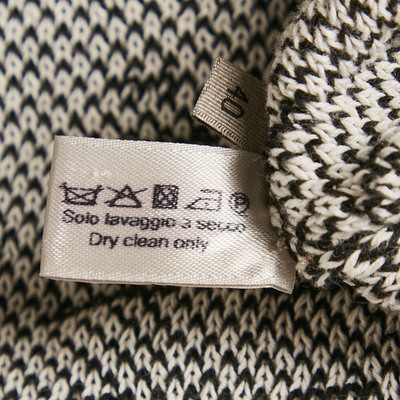 40
Solo lavaggio a secco
Dry clean only
P